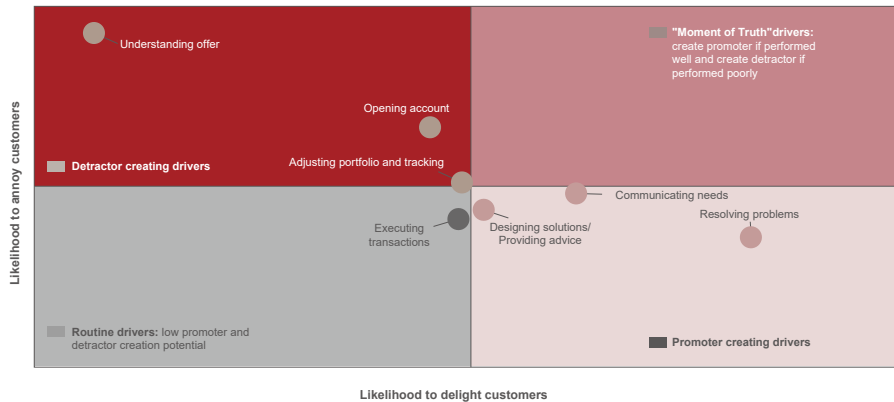 Understanding offer
"Moment of Truth"drivers:
create promoter if performed
well and create detractor if
performed poorly
Opening account
Detractor creating drivers
Adjusting portfolio and tracking
Communicating needs
Resolving problems
Executing
transactions
Designing solutions/
Providing advice
Routine drivers: low promoter and
detractor creation potential
Promoter creating drivers
Likelihood to annoy customers
Likelihood to delight customers